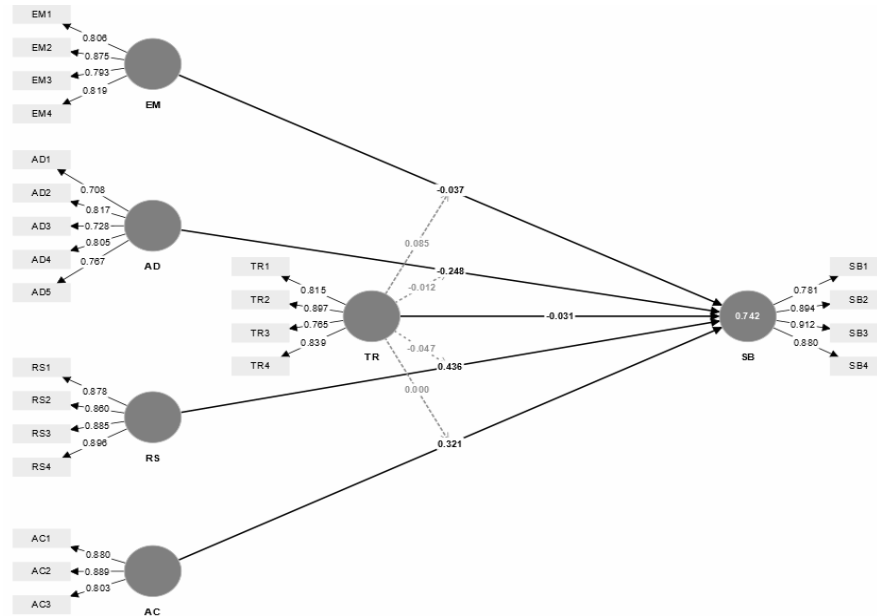 EM1
EM2
EM3
EM4
0.806
0.875
0.793
0.819
EM
-0.037
AD1
AD2
AD3
AD4
AD5
0.708
0.817
0.728
0.805
0.767
AD
0.085
-0.248
-0.012
TR1
TR2
TR3
TR4
0.815
0.897
0.765
0.839
TR
-0.031
-0.047
0.436
0.000
0.321
0.742
SB
0.781
0.894
0.912
0.880
SB1
SB2
SB3
SB4
RS1
RS2
RS3
RS4
0.878
0.860
0.885
0.896
RS
AC1
AC2
AC3
0.880
0.889
0.803
AC